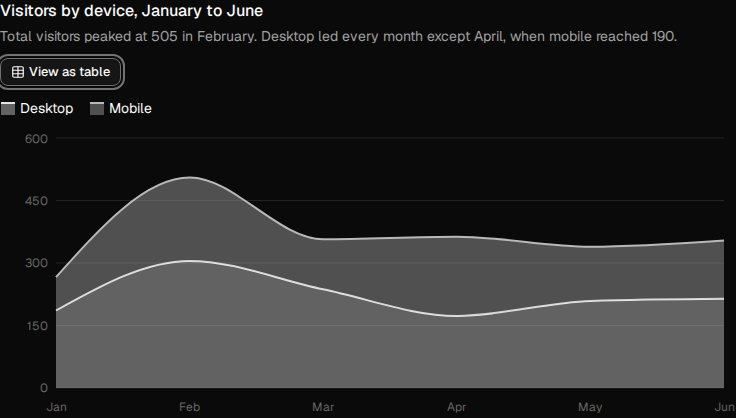 Visitors by device, January to June
Total visitors peaked at 505 in February. Desktop led every month except April, when mobile reached 190.
View as table
Desktop Mobile
600
450
300
150
0
Jan Feb Mar Apr May Jun